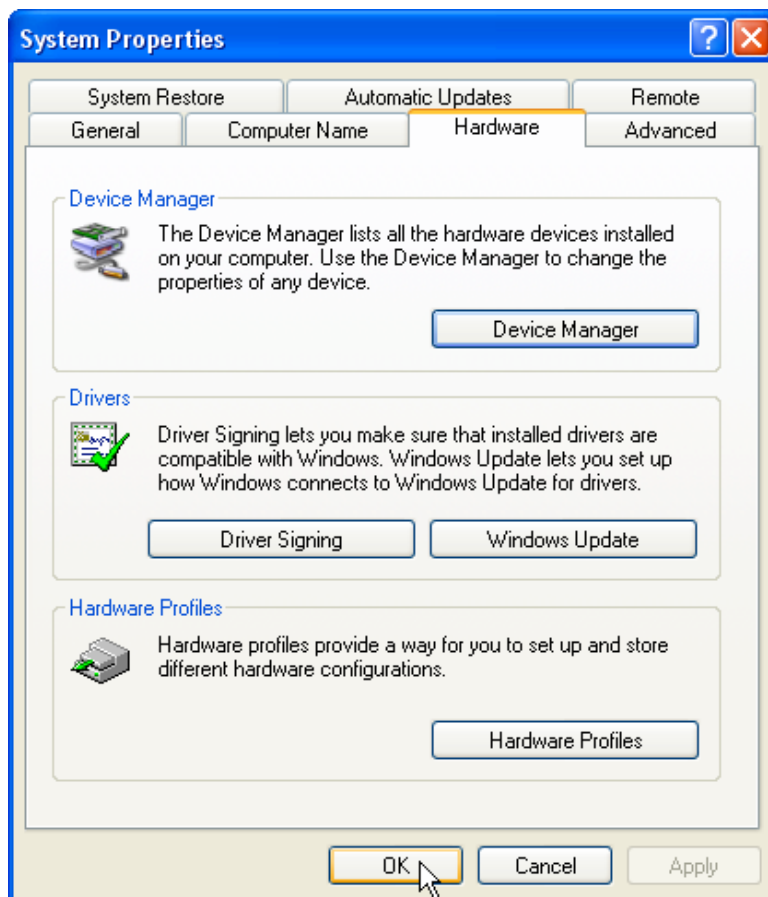 System Properties
System Restore Automatic Updates Remote
General Computer Name Hardware Advanced
Device Manager
The Device Manager lists all the hardware devices installed
on your computer. Use the Device Manager to change the
properties of any device.
Device Manager
Drivers
Driver Signing lets you make sure that installed drivers are
compatible with Windows. Windows Update lets you set up
how Windows connects to Windows Update for drivers.
Driver Signing Windows Update
Hardware Profiles
Hardware profiles provide a way for you to set up and store
different hardware configurations.
Hardware Profiles
OK Cancel Apply